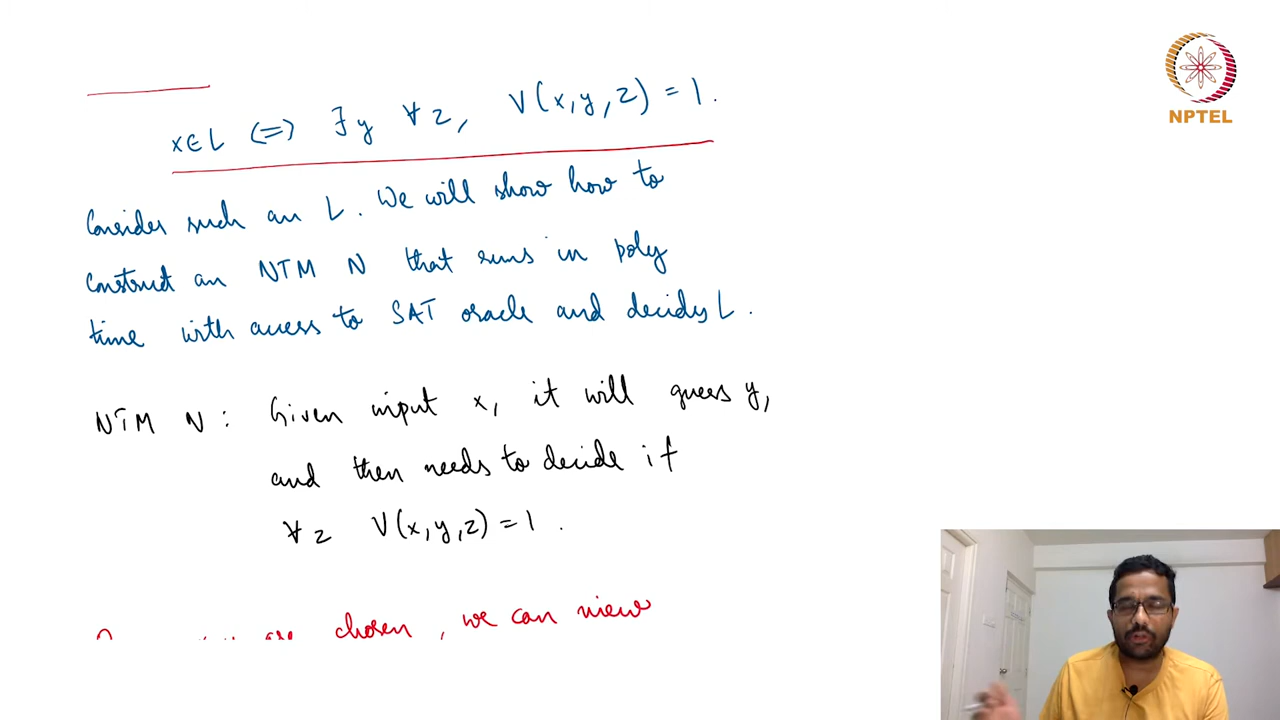 x∈L ⟺ ∃y ∀z, V(x,y,z) = 1.
NPTEL
Consider such an L. We will show how to
construct an NTM N that runs in poly
time with access to SAT oracle and decides L.
NTM N: Given input x, it will guess y,
and then needs to decide if
∀z V(x,y,z) = 1.
are chosen, we can view